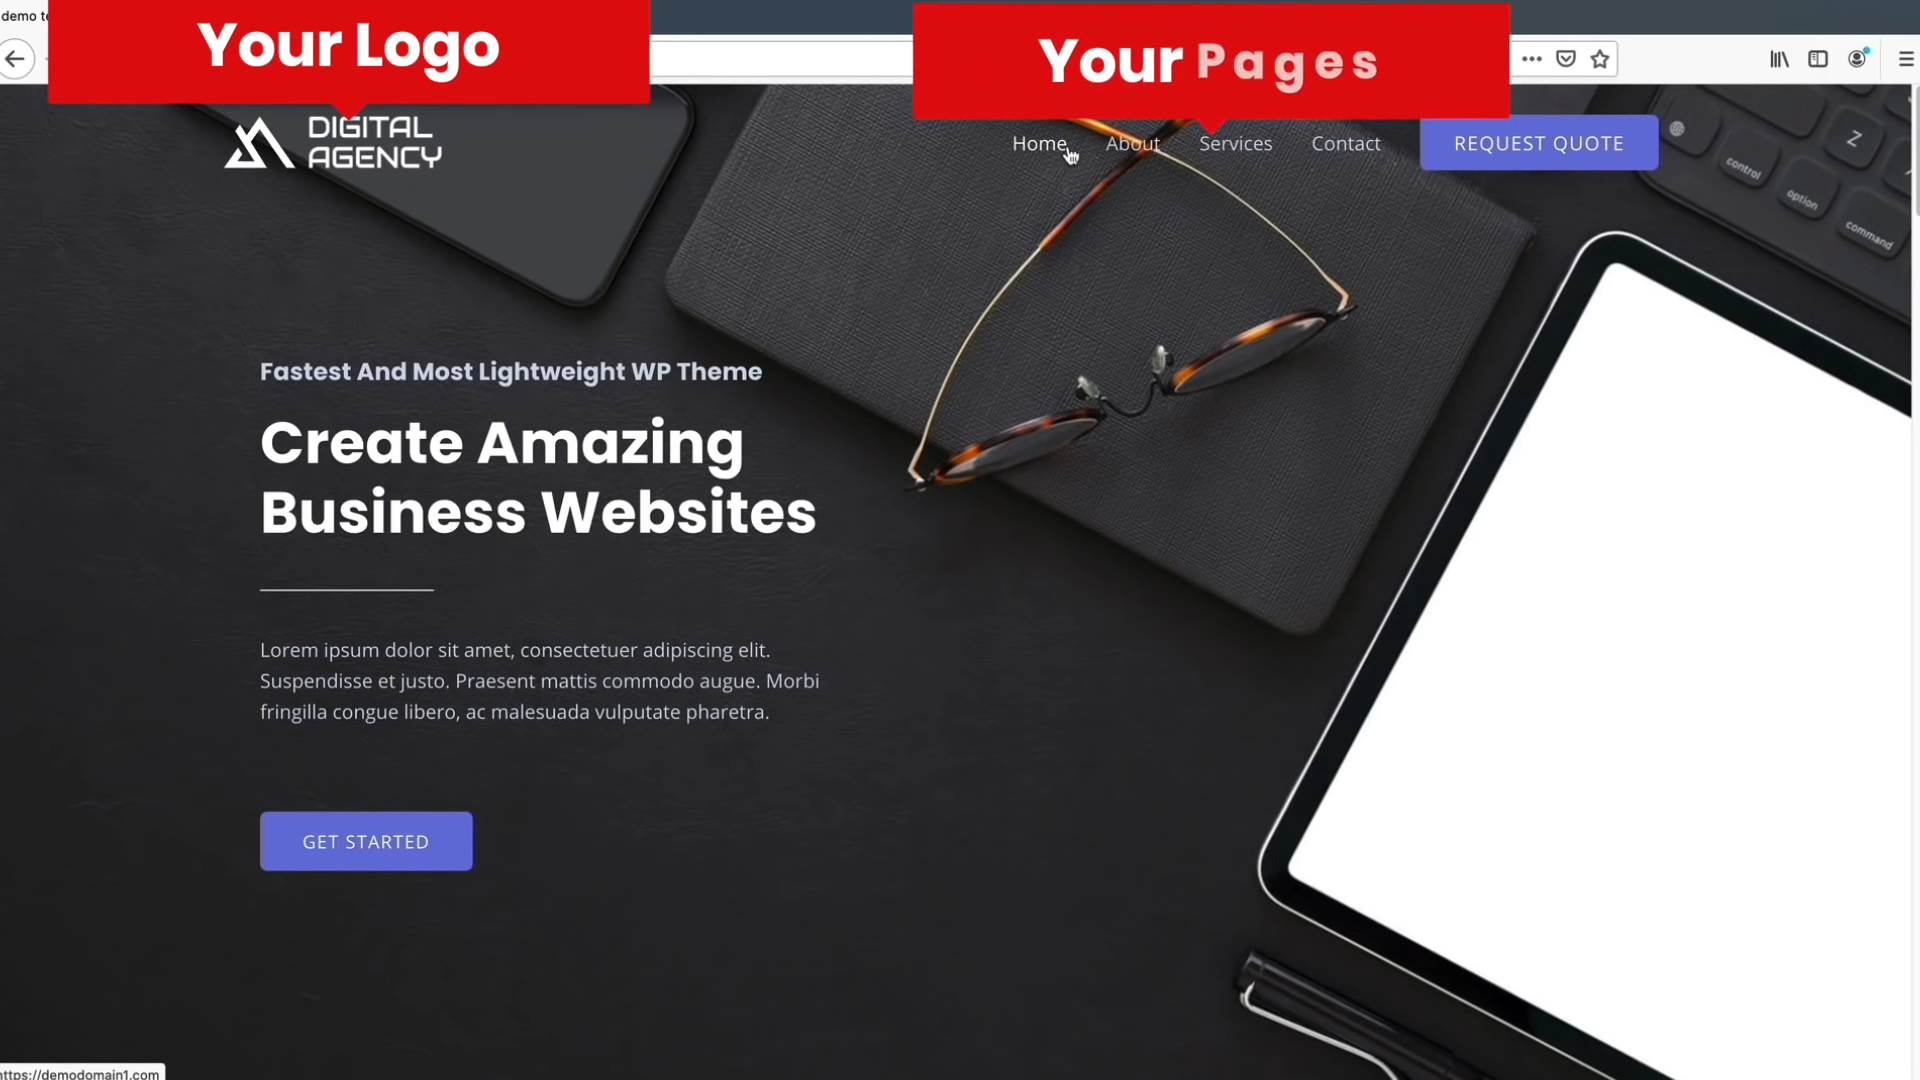 demo t
Your Logo
Your Pages
DIGITAL
AGENCY
Home
About
Services
Contact
REQUEST QUOTE
Z
control
option
command
Fastest And Most Lightweight WP Theme
Create Amazing
Business Websites
Lorem ipsum dolor sit amet, consectetuer adipiscing elit.
Suspendisse et justo. Praesent mattis commodo augue. Morbi
fringilla congue libero, ac malesuada vulputate pharetra.
GET STARTED
https://demodomain1.com